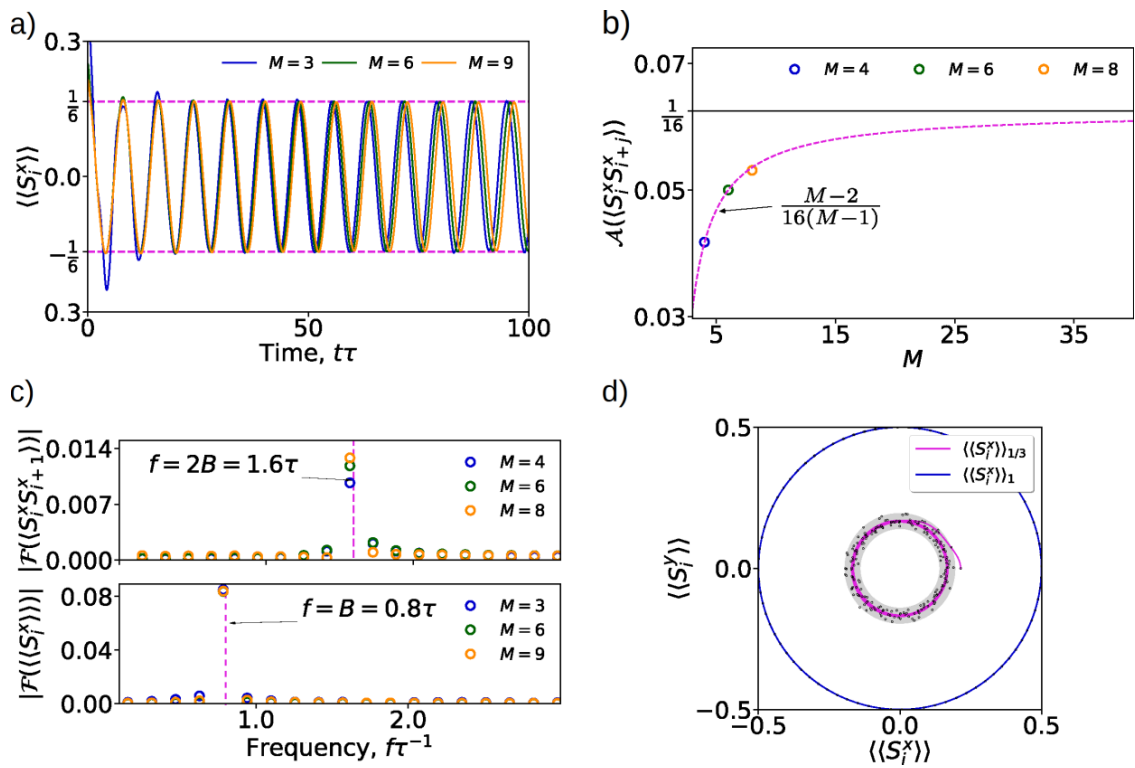 a)
0.3
1/6
0.0
−1/6
0.3
⟨⟨S_i^x⟩⟩
M = 3 M = 6 M = 9
0 50 100
Time, tτ
b)
0.07
1/16
0.05
0.03
𝒜(⟨⟨S_i^x S_{i+j}^x⟩⟩)
M = 4 M = 6 M = 8
M−2/16(M−1)
5 15 25 35
M
c)
0.014
0.007
0.000
|ℱ(⟨⟨S_i^x S_{i+1}^x⟩⟩)|
f = 2B = 1.6τ
M = 4
M = 6
M = 8
0.08
0.04
0.00
|ℱ(⟨⟨S_i^x⟩⟩)|
f = B = 0.8τ
M = 3
M = 6
M = 9
1.0 2.0
Frequency, fτ⁻¹
d)
0.5
0.0
−0.5
⟨⟨S_i^y⟩⟩
⟨⟨S_i^x⟩⟩_{1/3}
⟨⟨S_i^x⟩⟩_1
−0.5 0.0 0.5
⟨⟨S_i^x⟩⟩